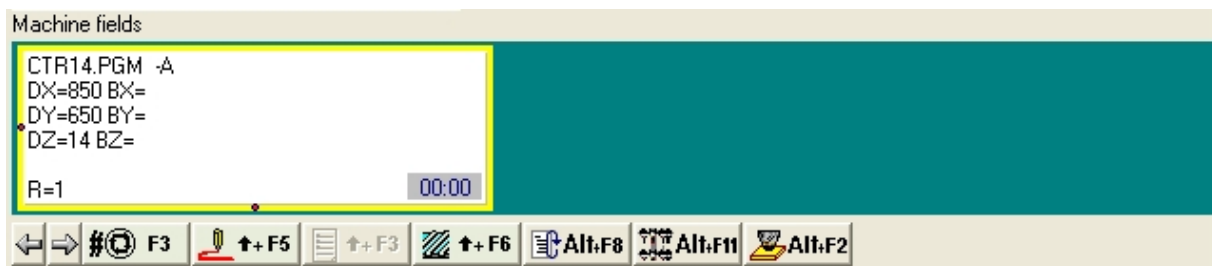 Machine fields
CTR14.PGM -A
DX=850 BX=
DY=650 BY=
DZ=14 BZ=
R=1 00:00
#@ F3 ↑+F5 ↑+F3 ↑+F6 Alt+F8 Alt+F11 Alt+F2